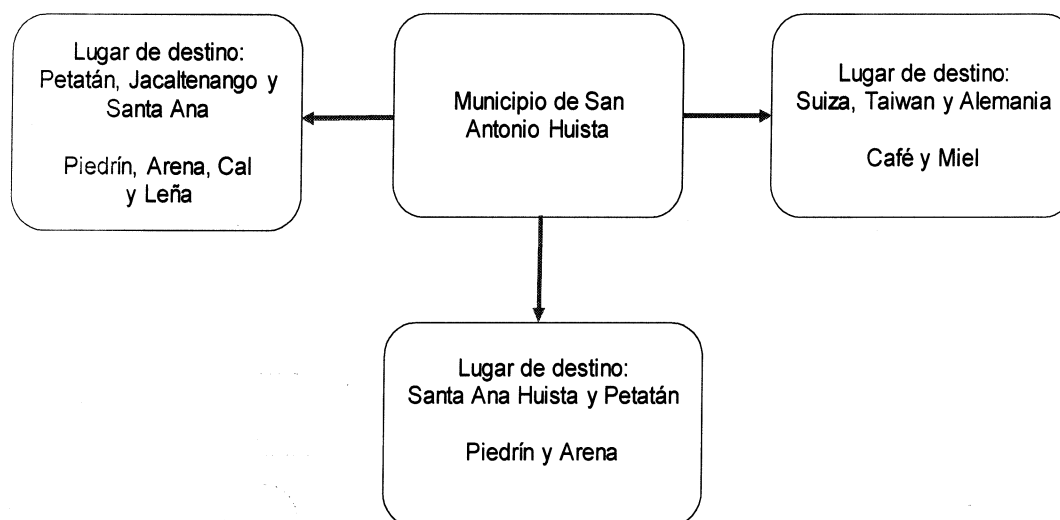 Lugar de destino:
Petatán, Jacaltenango y
Santa Ana
Piedrín, Arena, Cal
y Leña
Municipio de San
Antonio Huista
Lugar de destino:
Suiza, Taiwan y Alemania
Café y Miel
Lugar de destino:
Santa Ana Huista y Petatán
Piedrín y Arena